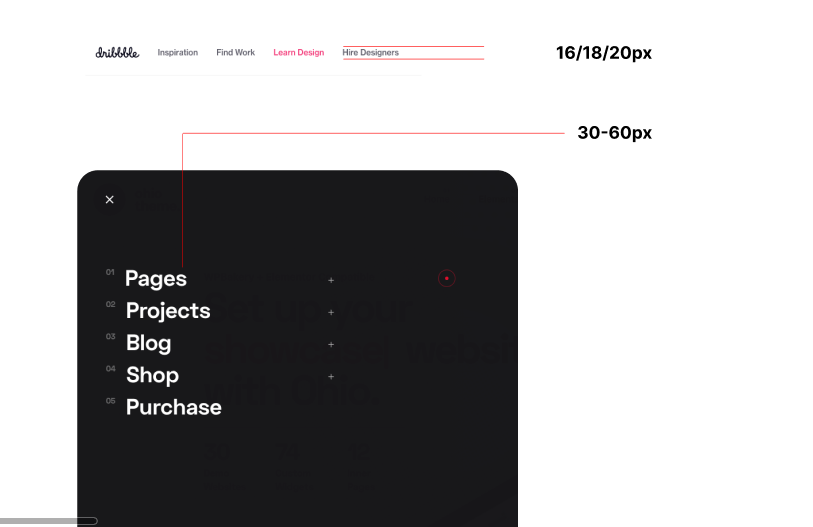 dribbble Inspiration Find Work Learn Design Hire Designers 16/18/20px
30-60px
01 Pages +
02 Projects +
03 Blog +
04 Shop +
05 Purchase